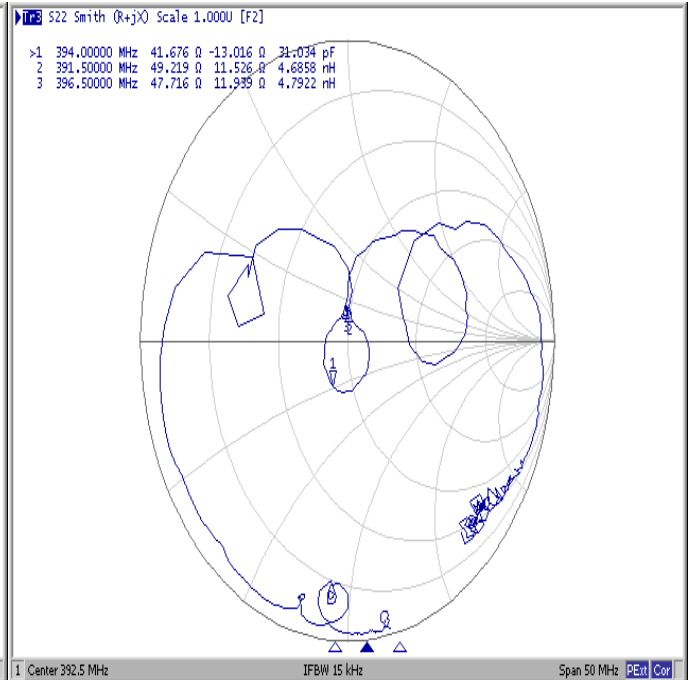 Tr3 S22 Smith (R+jX) Scale 1.000U [F2]
>1 394.00000 MHz 41.676 Ω -13.016 Ω 31.034 pF
2 391.50000 MHz 49.219 Ω 11.526 Ω 4.6858 nH
3 396.50000 MHz 47.716 Ω 11.939 Ω 4.7922 nH
1
1 Center 392.5 MHz IFBW 15 kHz Span 50 MHz PExt Cor